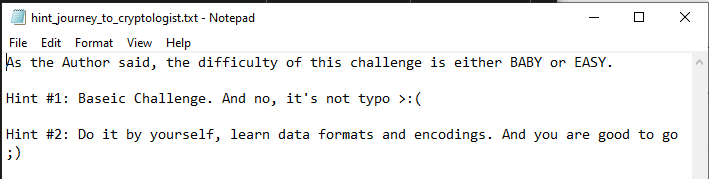 hint_journey_to_cryptologist.txt - Notepad
File Edit Format View Help
As the Author said, the difficulty of this challenge is either BABY or EASY.
Hint #1: Baseic Challenge. And no, it's not typo >:(
Hint #2: Do it by yourself, learn data formats and encodings. And you are good to go
;)